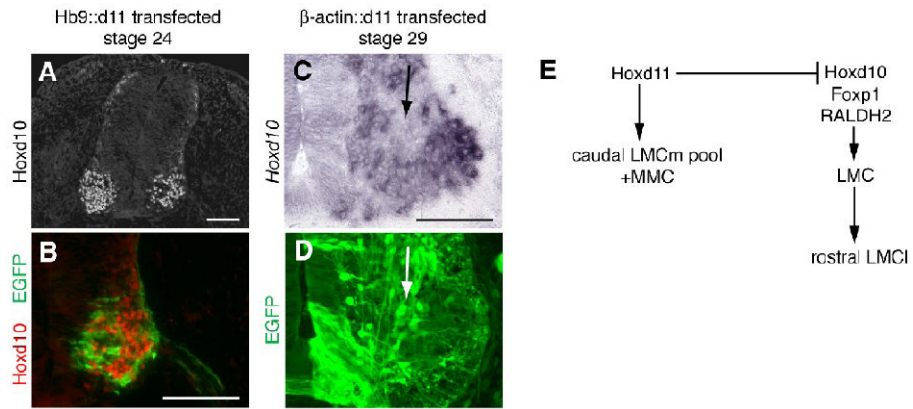 Hb9::d11 transfected
stage 24
β-actin::d11 transfected
stage 29
A
Hoxd10
B
Hoxd10 EGFP
C
Hoxd10
D
EGFP
E
Hoxd11
Hoxd10
Foxp1
RALDH2
caudal LMCm pool
+MMC
LMC
rostral LMCl